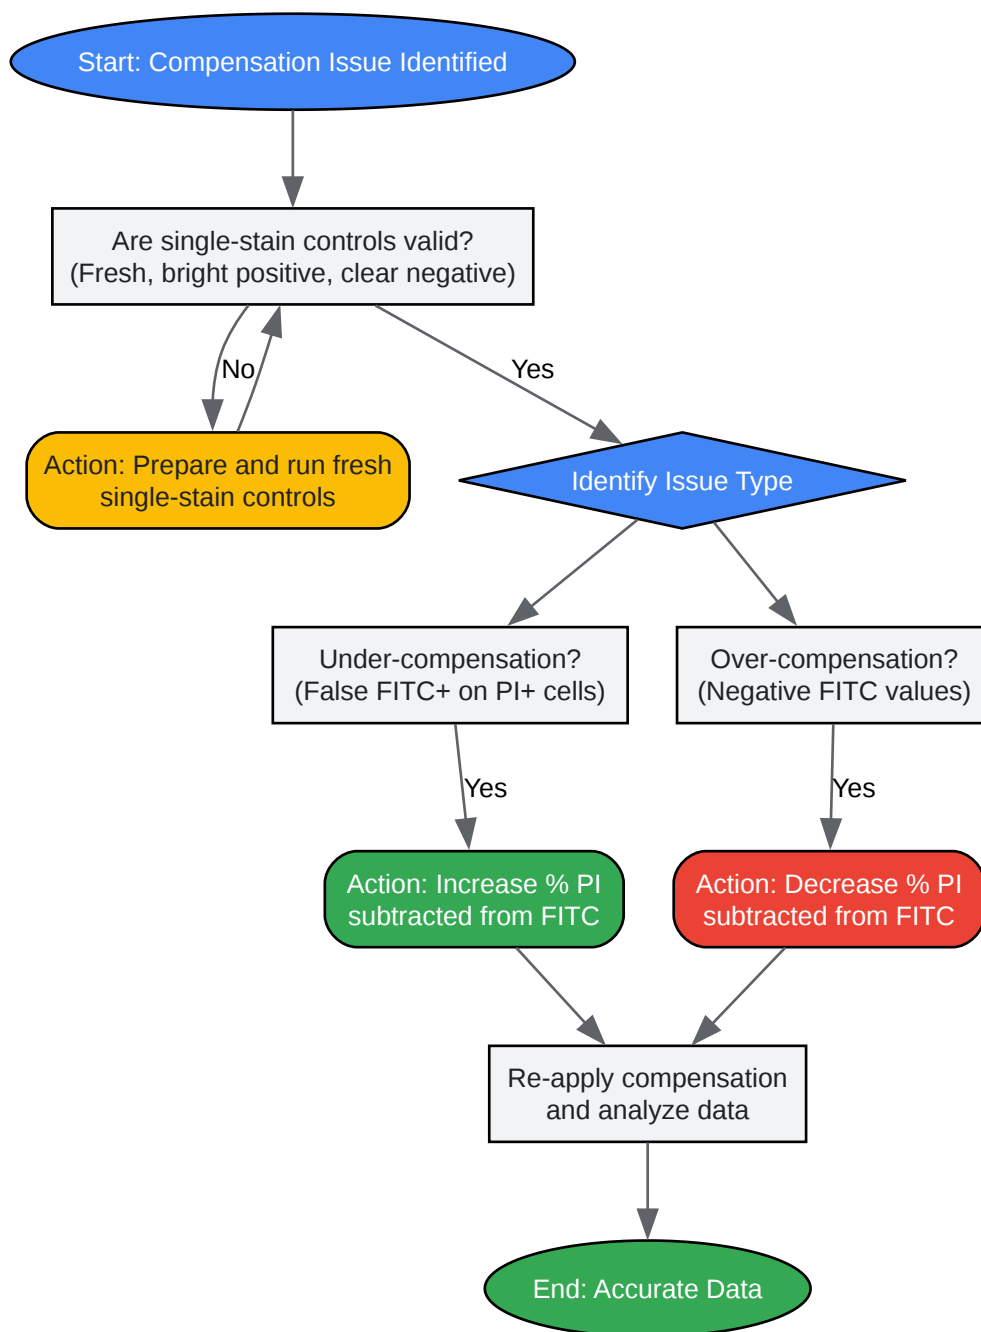 Start: Compensation Issue Identified
Are single-stain controls valid?
(Fresh, bright positive, clear negative)
No
Yes
Action: Prepare and run fresh
single-stain controls
Identify Issue Type
Under-compensation?
(False FITC+ on PI+ cells)
Over-compensation?
(Negative FITC values)
Yes
Yes
Action: Increase % PI
subtracted from FITC
Action: Decrease % PI
subtracted from FITC
Re-apply compensation
and analyze data
End: Accurate Data